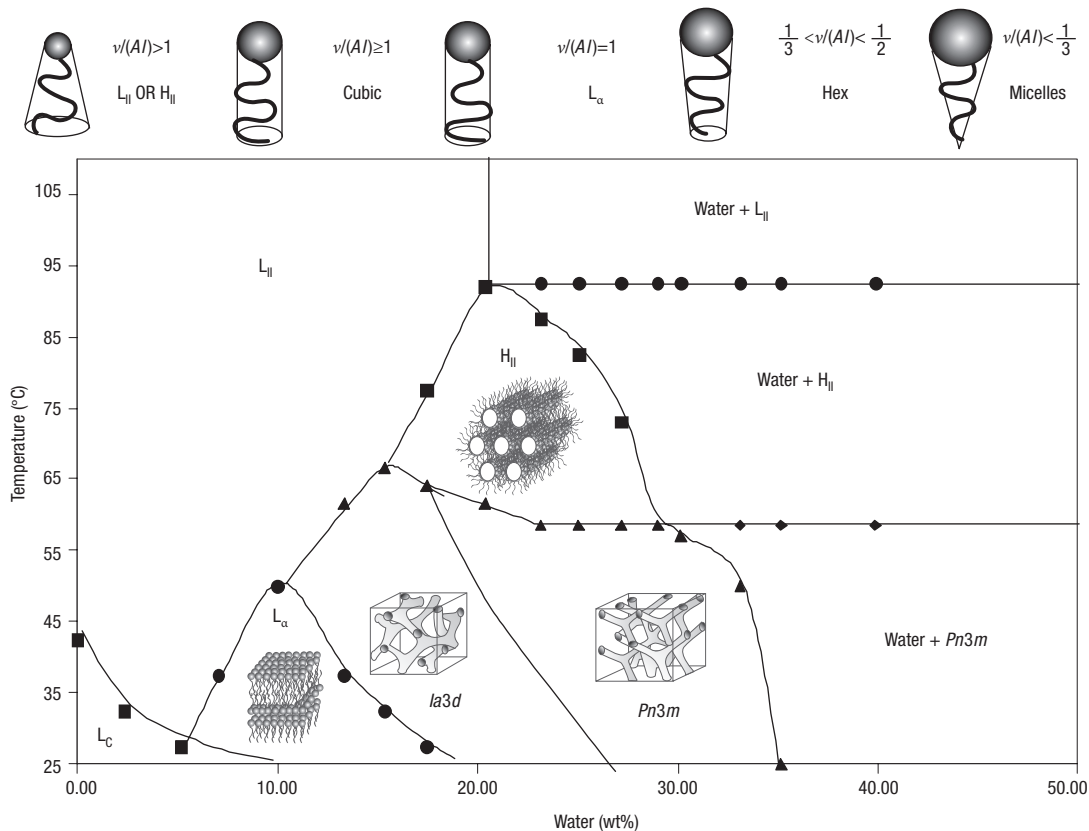 v/(Al)>1
L_II OR H_II
v/(Al)≥1
Cubic
v/(Al)=1
L_α
1/3 <v/(Al)< 1/2
Hex
v/(Al)< 1/3
Micelles
Temperature (°C)
105
95
85
75
65
55
45
35
25
Water + L_II
L_II
H_II
Water + H_II
L_α
Ia3d
Pn3m
Water + Pn3m
L_C
0.00
10.00
20.00
30.00
40.00
50.00
Water (wt%)